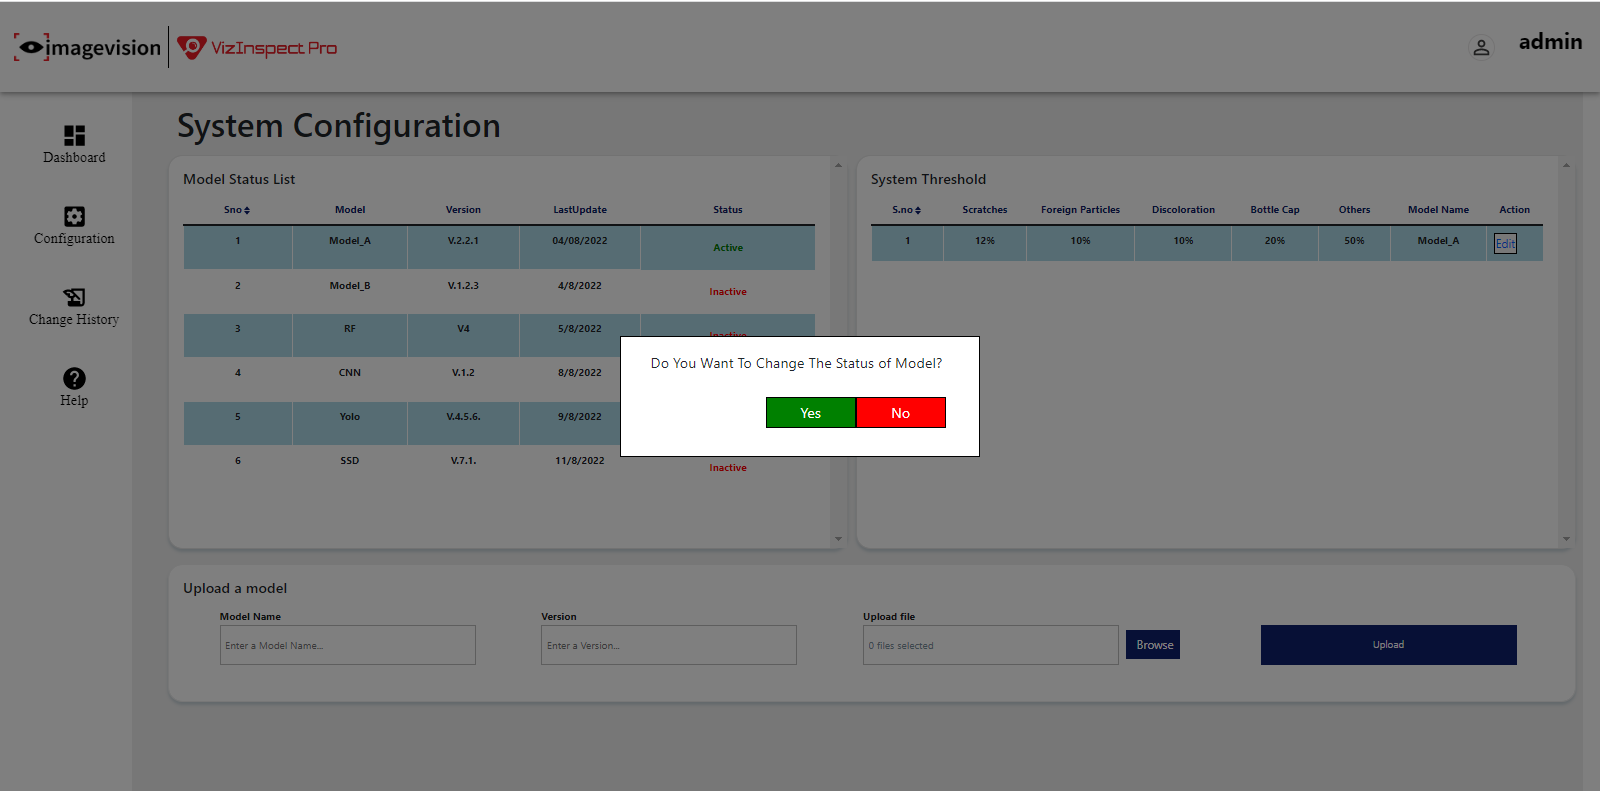 imagevision VizInspect Pro
admin
Dashboard
Configuration
Change History
Help
System Configuration
Model Status List
Sno Model Version LastUpdate Status
1 Model_A V.2.2.1 04/08/2022 Active
2 Model_B V.1.2.3 4/8/2022 Inactive
3 RF V4 5/8/2022 Inactive
4 CNN V.1.2 8/8/2022
5 Yolo V.4.5.6. 9/8/2022
6 SSD V.7.1. 11/8/2022 Inactive
System Threshold
S.no Scratches Foreign Particles Discoloration Bottle Cap Others Model Name Action
1 12% 10% 10% 20% 50% Model_A Edit
Do You Want To Change The Status of Model?
Yes No
Upload a model
Model Name Version Upload file
Enter a Model Name... Enter a Version... 0 files selected Browse Upload